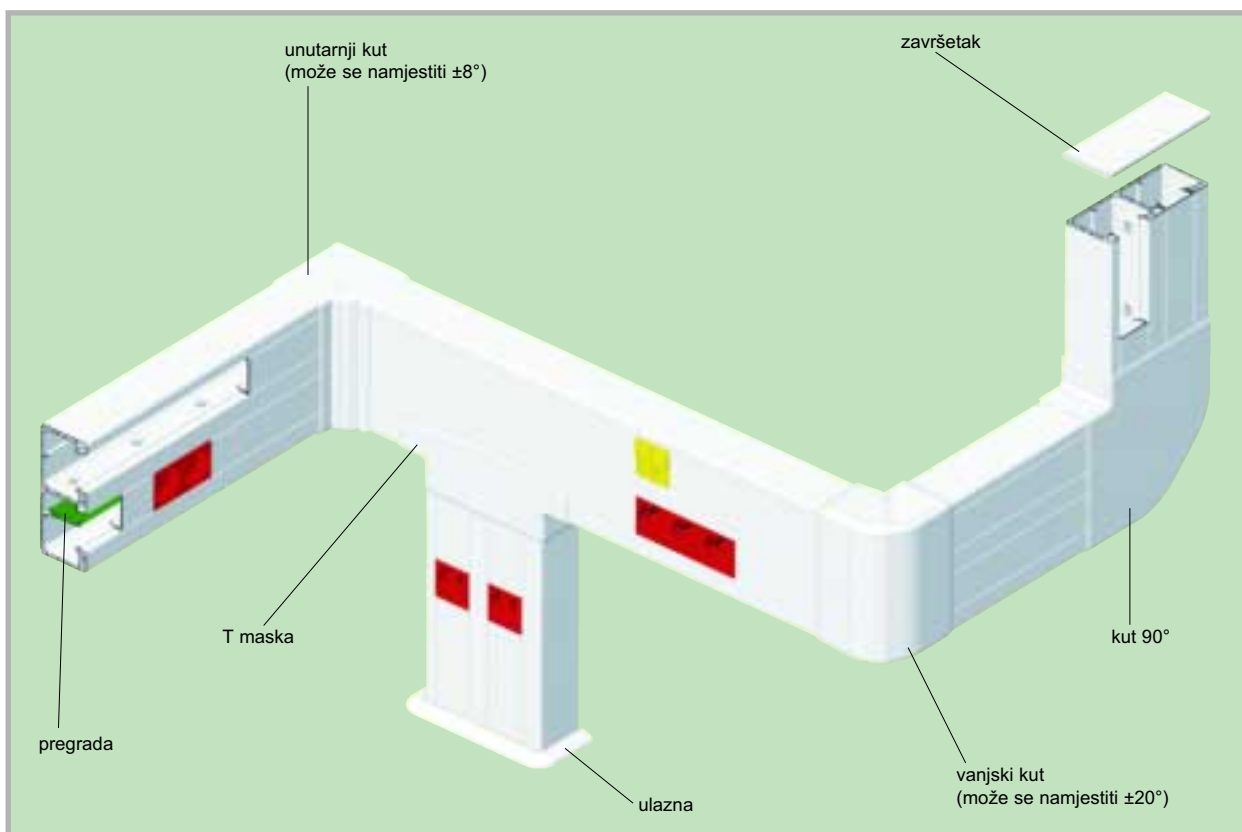 unutarnji kut
(može se namjestiti ±8°)
završetak
T maska
kut 90°
pregrada
ulazna
vanjski kut
(može se namjestiti ±20°)